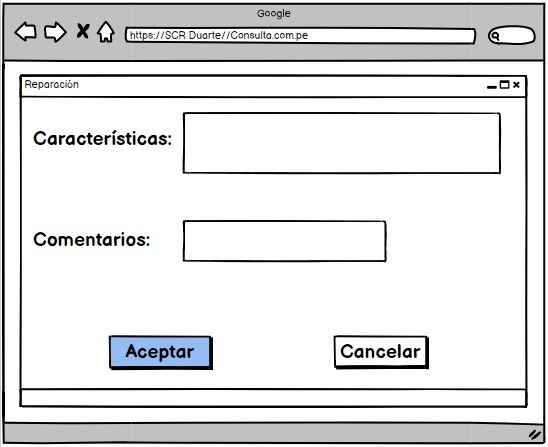 Google
https://SCR Duarte//Consulta.com.pe
Reparación
Características:
Comentarios:
Aceptar
Cancelar